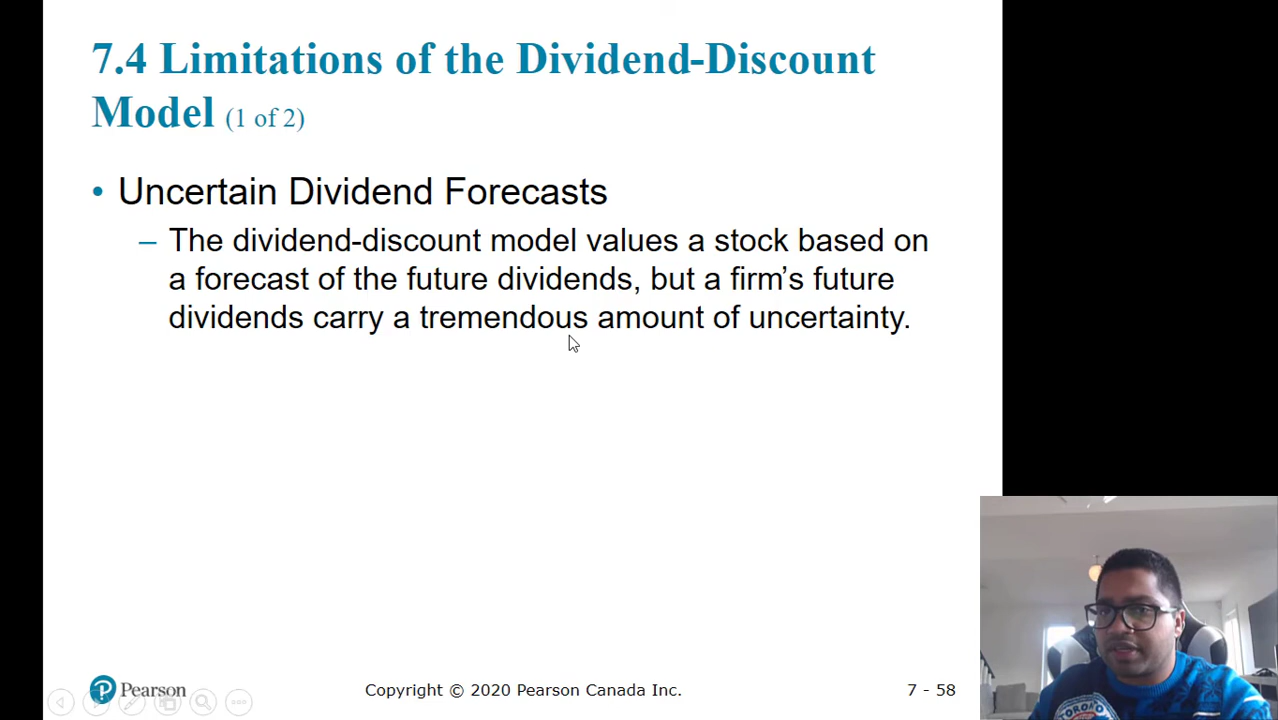 7.4 Limitations of the Dividend-Discount
Model (1 of 2)
• Uncertain Dividend Forecasts
– The dividend-discount model values a stock based on
a forecast of the future dividends, but a firm’s future
dividends carry a tremendous amount of uncertainty.
Pearson
Copyright © 2020 Pearson Canada Inc.
7 - 58
TORONTO